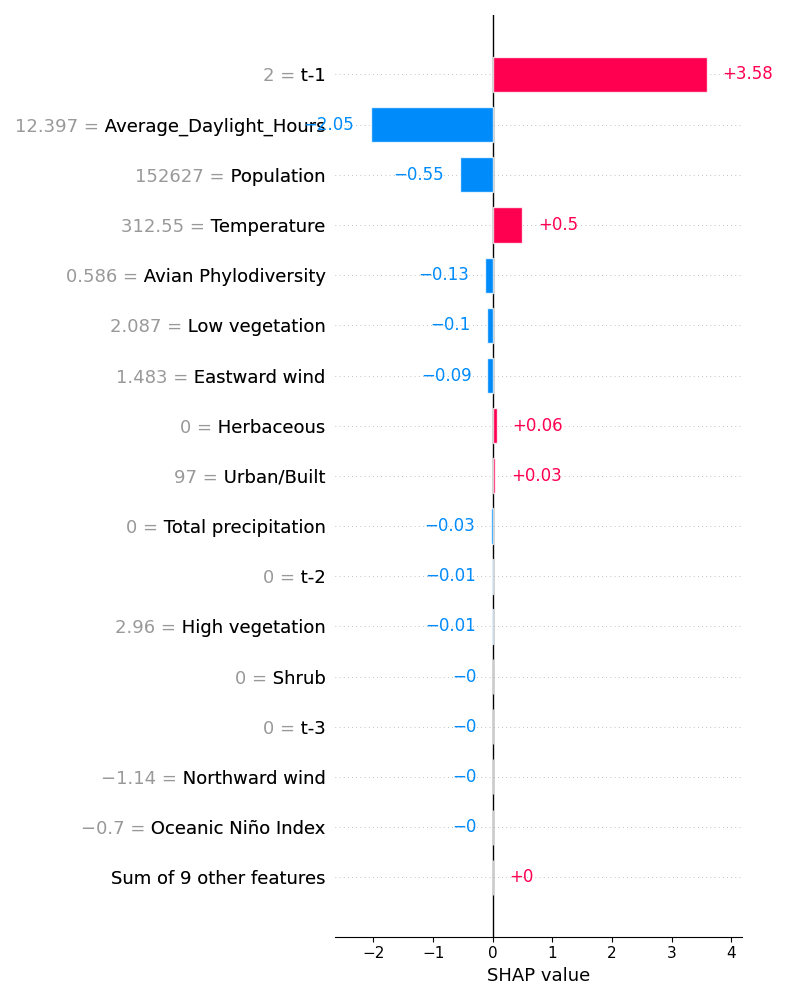 2 = t-1 +3.58
12.397 = Average_Daylight_Hours −2.05
152627 = Population −0.55
312.55 = Temperature +0.5
0.586 = Avian Phylodiversity −0.13
2.087 = Low vegetation −0.1
1.483 = Eastward wind −0.09
0 = Herbaceous +0.06
97 = Urban/Built +0.03
0 = Total precipitation −0.03
0 = t-2 −0.01
2.96 = High vegetation −0.01
0 = Shrub −0
0 = t-3 −0
−1.14 = Northward wind −0
−0.7 = Oceanic Niño Index −0
Sum of 9 other features +0
−2 −1 0 1 2 3 4
SHAP value